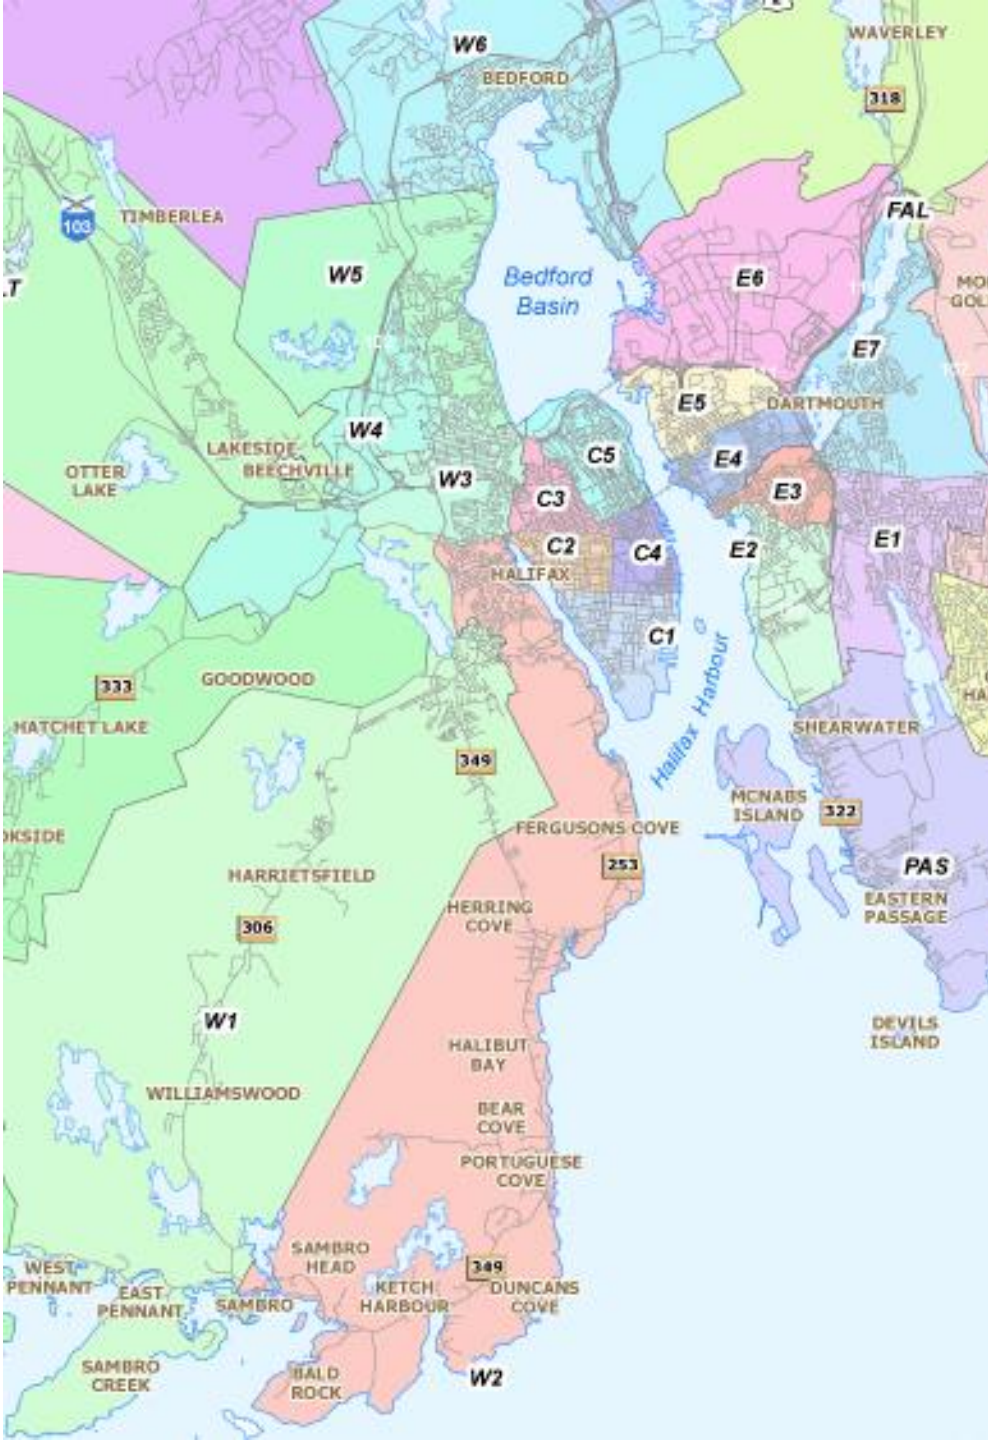 W6
BEDFORD
WAVERLEY
318
103
TIMBERLEA
FAL
LT
W5
Bedford
Basin
E6
E7
W4
E5
DARTMOUTH
LAKESIDE
BEECHVILLE
OTTER
LAKE
W3
C5
E4
E3
C3
C2
C4
E2
E1
HALIFAX
C1
333
GOODWOOD
HATCHET LAKE
349
Halifax Harbour
SHEARWATER
MCNABS
ISLAND
322
FERGUSONS COVE
253
PAS
HARRIETSFIELD
EASTERN
PASSAGE
306
HERRING
COVE
W1
DEVILS
ISLAND
HALIBUT
BAY
WILLIAMSWOOD
BEAR
COVE
PORTUGUESE
COVE
SAMBRO
HEAD
349
WEST
PENNANT
EAST
PENNANT
SAMBRO
KETCH
HARBOUR
DUNCANS
COVE
SAMBRO
CREEK
BALD
ROCK
W2